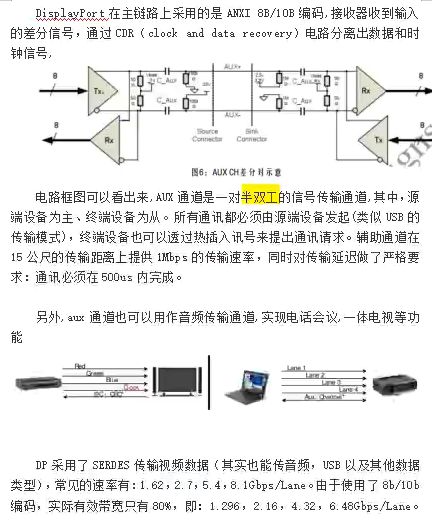 DisplayPort 在主链路上采用的是 ANXI 8B/10B 编码,接收器收到输入
的差分信号，通过 CDR（clock and data recovery）电路分离出数据和时
钟信号,
AUX+
8
8
Tx
C_Aux
C_Aux
Rx
C_Aux
C_Aux
Rx
Tx
8
8
AUX-
Source
Connector
Sink
Connector
图6：AUX CH差分对示意
电路框图可以看出来,AUX 通道是一对半双工的信号传输通道,其中,源
端设备为主、终端设备为从。所有通讯都必须由源端设备发起(类似 USB 的
传输模式)，终端设备也可以透过热插入讯号来提出通讯请求。辅助通道在
15 公尺的传输距离上提供 1Mbps 的传输速率，同时对传输延迟做了严格要
求：通讯必须在 500us 内完成。
另外,aux 通道也可以用作音频传输通道,实现电话会议,一体电视等功
能
Red
Green
Blue
Clock
Lane 1
Lane 2
Lane 3
Lane 4
Aux Channel
DP 采用了 SERDES 传输视频数据（其实也能传音频，USB 以及其他数据
类型），常见的速率有：1.62，2.7，5.4，8.1Gbps/Lane。由于使用了 8b/10b
编码，实际有效带宽只有 80%，即：1.296，2.16，4.32，6.48Gbps/Lane。